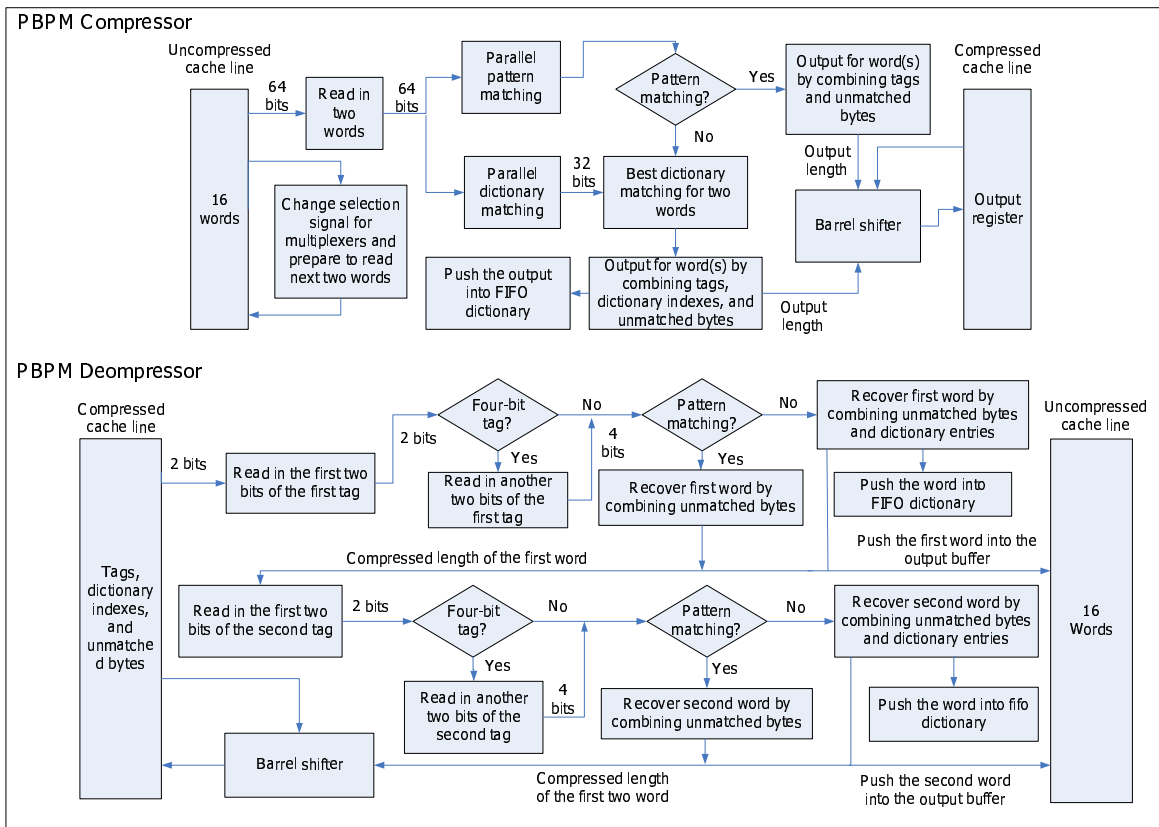 PBPM Compressor
Uncompressed
cache line
16
words
64
bits
Read in
two
words
64
bits
Change selection
signal for
multiplexers and
prepare to read
next two words
Parallel
pattern
matching
Parallel
dictionary
matching
32
bits
Pattern
matching?
Yes
No
Best dictionary
matching for two
words
Push the output
into FIFO
dictionary
Output for word(s) by
combining tags,
dictionary indexes, and
unmatched bytes
Output for word(s)
by combining tags
and unmatched
bytes
Output
length
Output
length
Barrel shifter
Compressed
cache line
Output
register
PBPM Deompressor
Compressed
cache line
Tags,
dictionary
indexes,
and
unmatche
d bytes
2 bits
Read in the first two
bits of the first tag
2 bits
Four-bit
tag?
No
Yes
Read in another
two bits of the
first tag
4
bits
Pattern
matching?
No
Yes
Recover first word by
combining unmatched bytes
Recover first word by
combining unmatched bytes
and dictionary entries
Push the word into
FIFO dictionary
Uncompressed
cache line
16
Words
Compressed length of the first word
Push the first word into the
output buffer
Read in the first two
bits of the second tag
2 bits
Four-bit
tag?
No
Yes
Read in another
two bits of the
second tag
4
bits
Pattern
matching?
No
Yes
Recover second word by
combining unmatched bytes
Recover second word by
combining unmatched bytes
and dictionary entries
Push the word into fifo
dictionary
Barrel shifter
Compressed length
of the first two word
Push the second word
into the output buffer